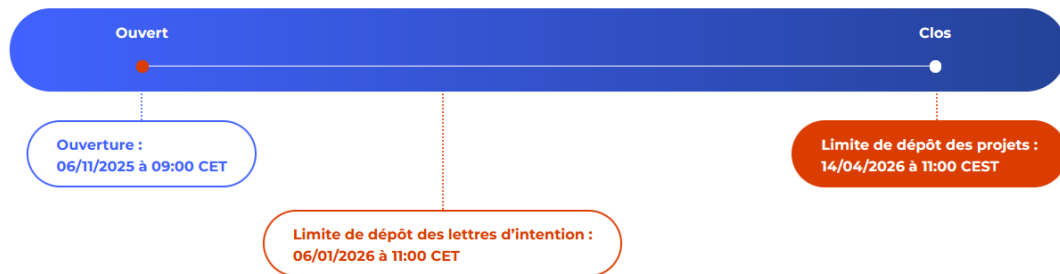 Ouvert
Clos
Ouverture :
06/11/2025 à 09:00 CET
Limite de dépôt des projets :
14/04/2026 à 11:00 CEST
Limite de dépôt des lettres d’intention :
06/01/2026 à 11:00 CET